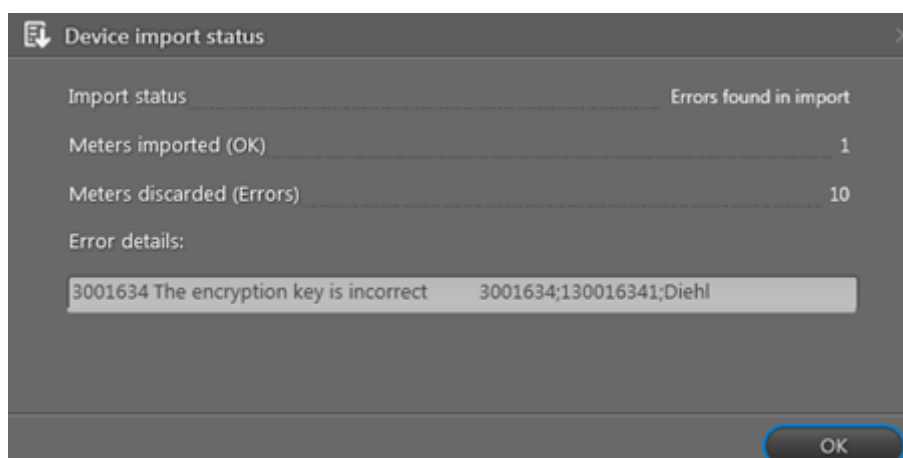 Device import status
Import status Errors found in import
Meters imported (OK) 1
Meters discarded (Errors) 10
Error details:
3001634 The encryption key is incorrect 3001634;130016341;Diehl
OK